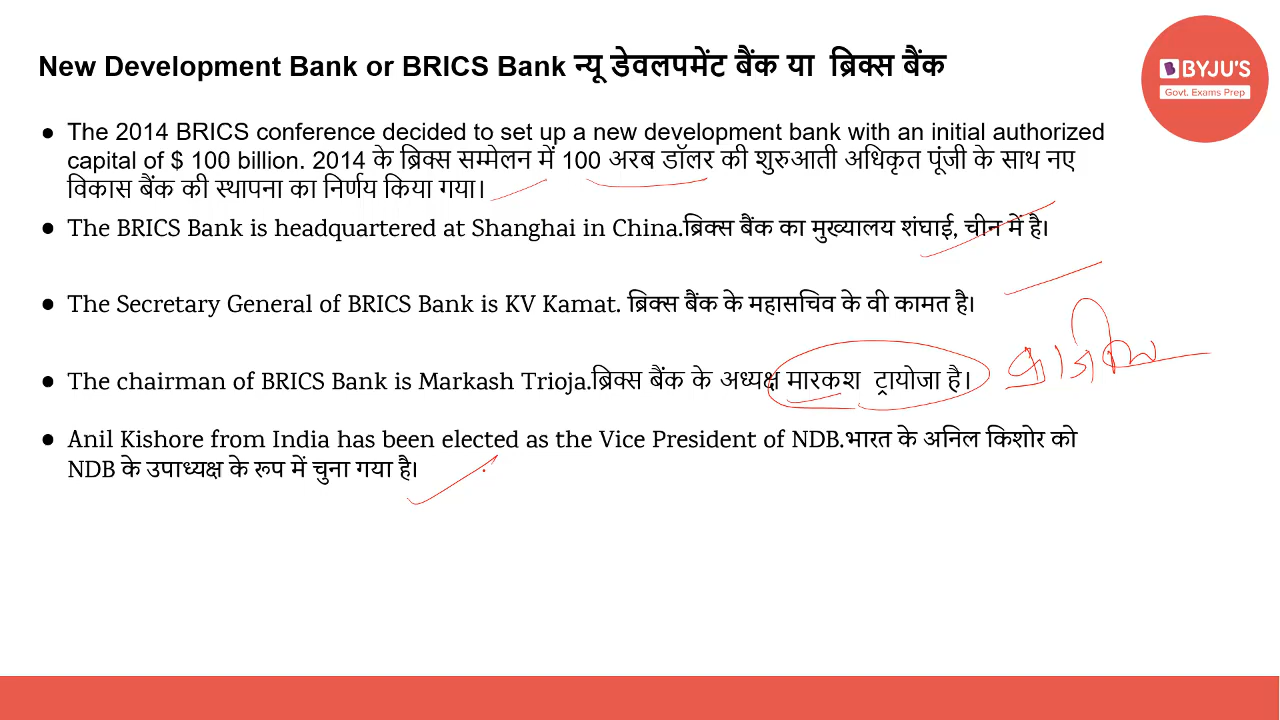 New Development Bank or BRICS Bank न्यू डेवलपमेंट बैंक या ब्रिक्स बैंक
BYJU'S
Govt. Exams Prep
● The 2014 BRICS conference decided to set up a new development bank with an initial authorized
capital of $ 100 billion. 2014 के ब्रिक्स सम्मेलन में 100 अरब डॉलर की शुरुआती अधिकृत पूंजी के साथ नए
विकास बैंक की स्थापना का निर्णय किया गया।
● The BRICS Bank is headquartered at Shanghai in China.ब्रिक्स बैंक का मुख्यालय शंघाई, चीन में है।
● The Secretary General of BRICS Bank is KV Kamat. ब्रिक्स बैंक के महासचिव के वी कामत है।
● The chairman of BRICS Bank is Markash Trioja.ब्रिक्स बैंक के अध्यक्ष मारकश ट्रायोजा है।
● Anil Kishore from India has been elected as the Vice President of NDB.भारत के अनिल किशोर को
NDB के उपाध्यक्ष के रूप में चुना गया है।